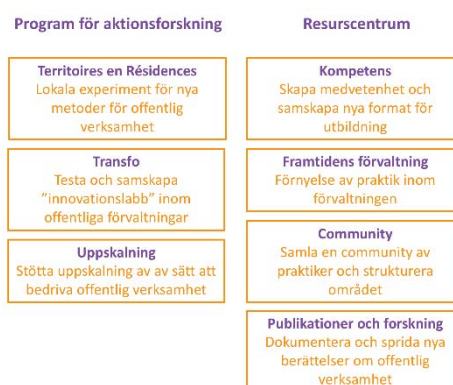 Program för aktionsforskning
Territoires en Résidences
Lokala experiment för nya
metoder för offentlig
verksamhet
Transfo
Testa och samskapa
”innovationslabb” inom
offentliga förvaltningar
Uppskalning
Stötta uppskalning av av sätt att
bedriva offentlig verksamhet
Resurscentrum
Kompetens
Skapa medvetenhet och
samskapa nya format för
utbildning
Framtidens förvaltning
Förnyelse av praktik inom
förvaltningen
Community
Samla en community av
praktiker och strukturera
området
Publikationer och forskning
Dokumentera och sprida nya
berättelser om offentlig
verksamhet